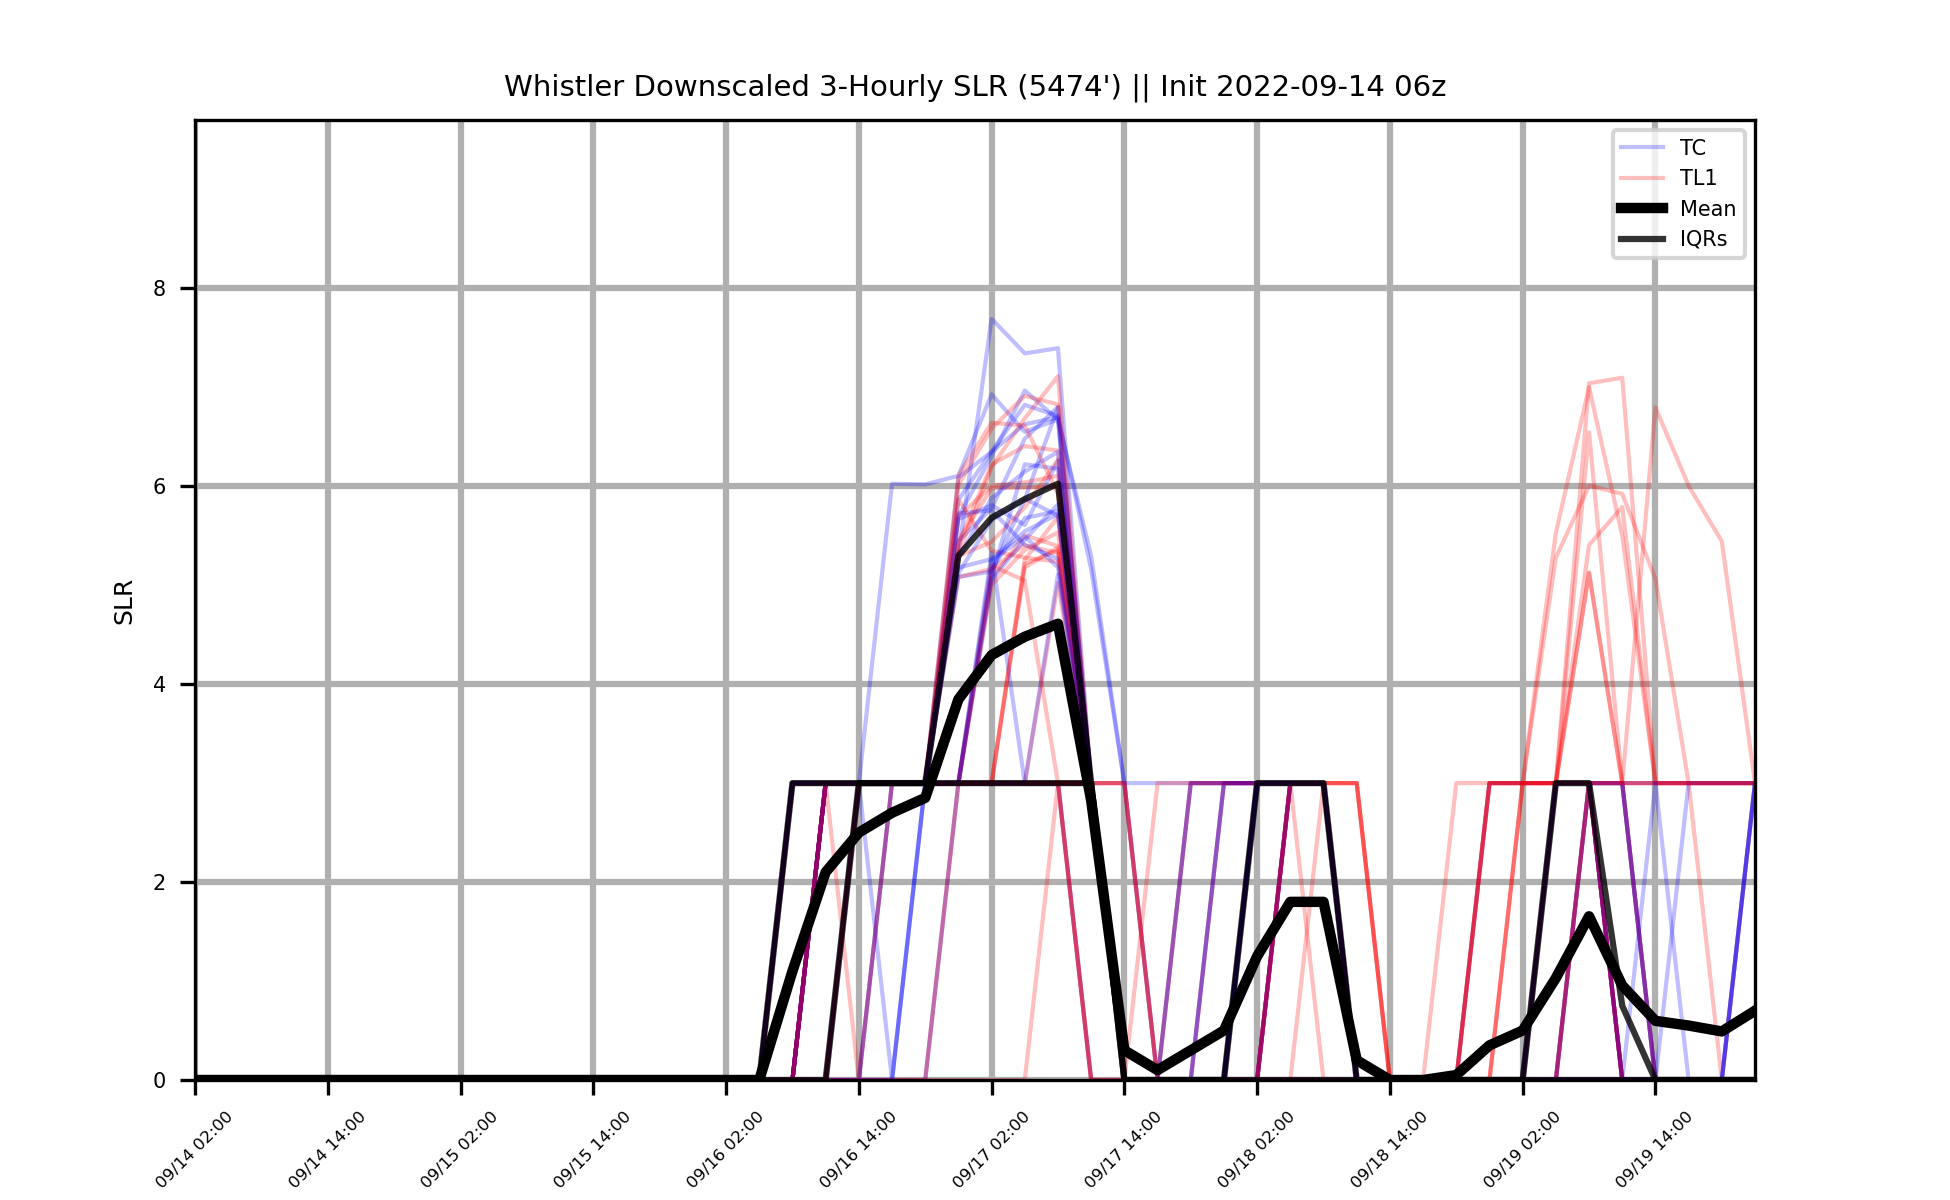 Whistler Downscaled 3-Hourly SLR (5474') || Init 2022-09-14 06z
TC
TL1
Mean
IQRs
SLR
8
6
4
2
0
09/14 02:00
09/14 14:00
09/15 02:00
09/15 14:00
09/16 02:00
09/16 14:00
09/17 02:00
09/17 14:00
09/18 02:00
09/18 14:00
09/19 02:00
09/19 14:00